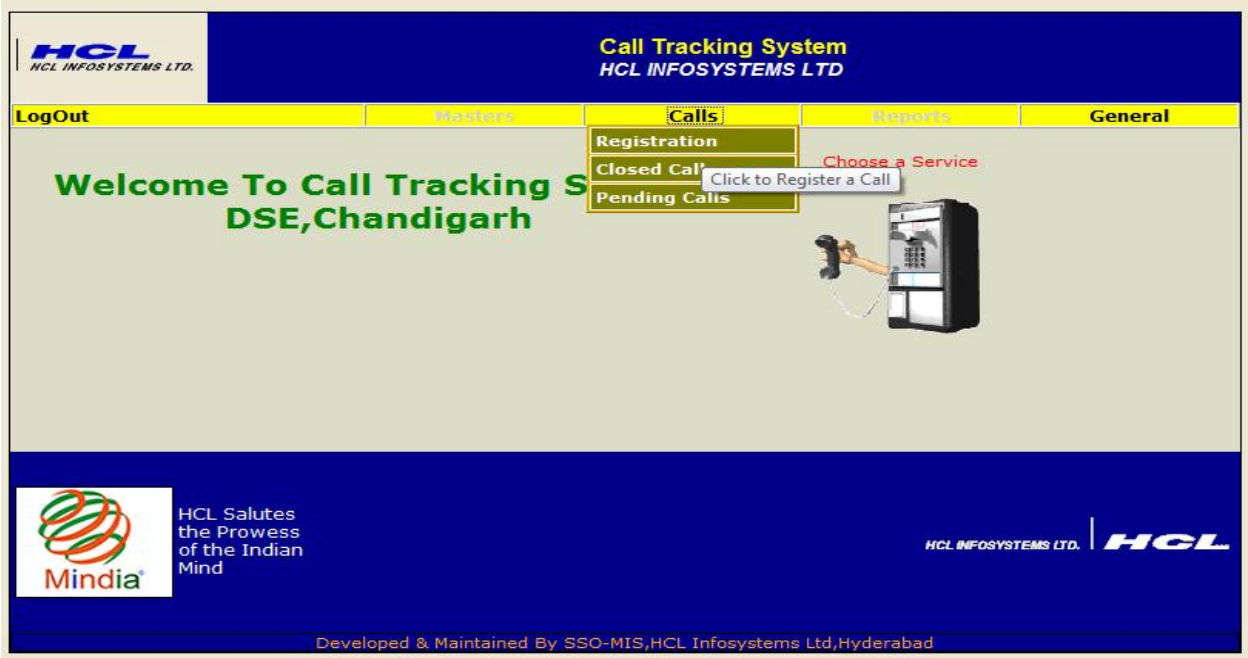 HCL
HCL INFOSYSTEMS LTD.
Call Tracking System
HCL INFOSYSTEMS LTD
LogOut Masters Calls Reports General
Registration
Closed Call
Click to Register a Call
Pending Calls
Choose a Service
Welcome To Call Tracking S
DSE,Chandigarh
Mindia
HCL Salutes
the Prowess
of the Indian
Mind
HCL INFOSYSTEMS LTD. HCL
Developed & Maintained By SSO-MIS,HCL Infosystems Ltd,Hyderabad